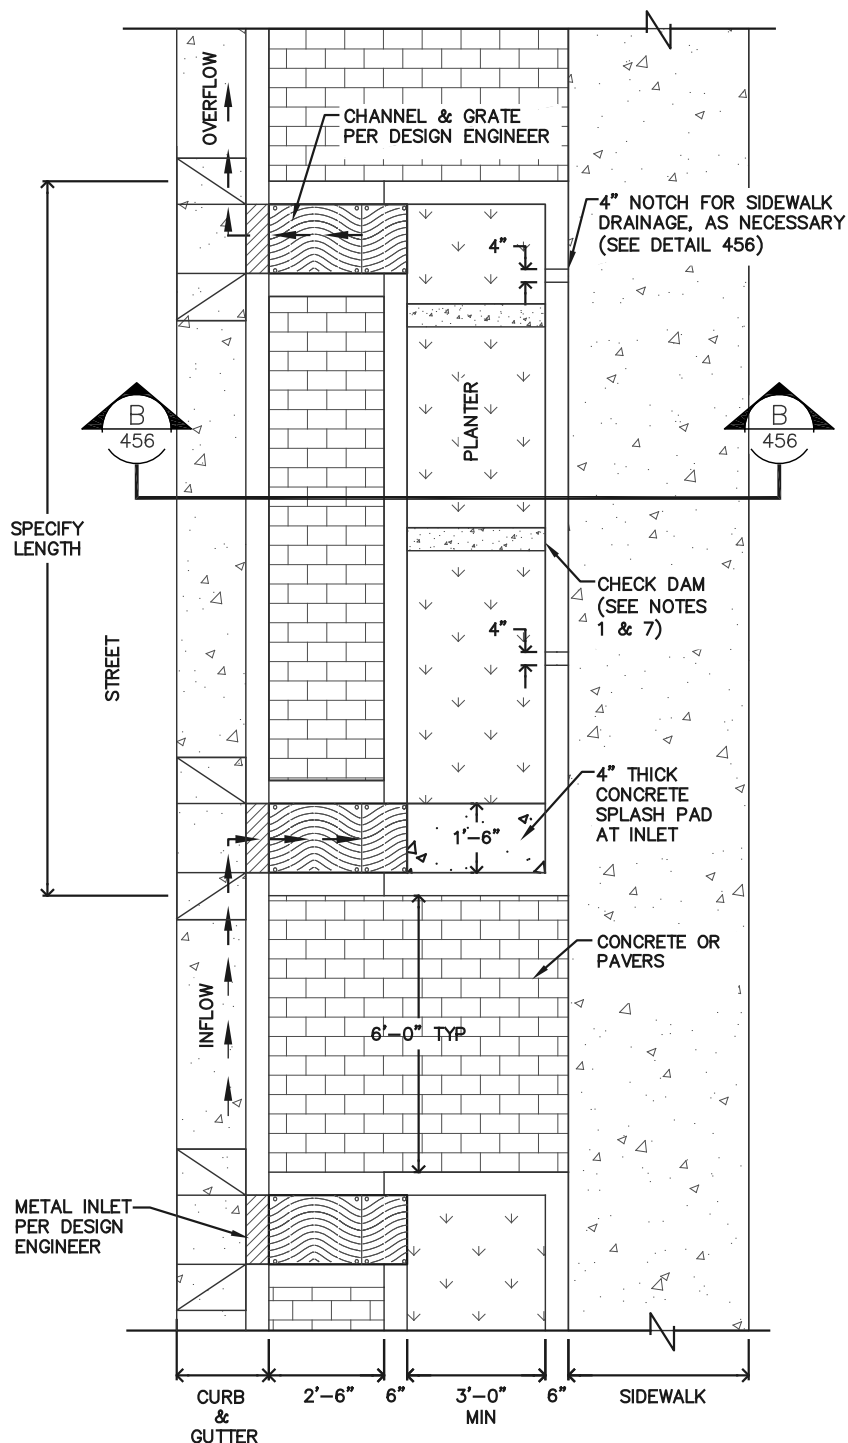 OVERFLOW
CHANNEL & GRATE
PER DESIGN ENGINEER
4" NOTCH FOR SIDEWALK
DRAINAGE, AS NECESSARY
(SEE DETAIL 456)
4"
PLANTER
B
456
B
456
SPECIFY
LENGTH
CHECK DAM
(SEE NOTES
1 & 7)
4"
STREET
4" THICK
CONCRETE
SPLASH PAD
AT INLET
1'-6"
CONCRETE OR
PAVERS
INFLOW
6'-0" TYP
METAL INLET
PER DESIGN
ENGINEER
CURB
&
GUTTER
2'-6"
6"
3'-0"
MIN
6"
SIDEWALK